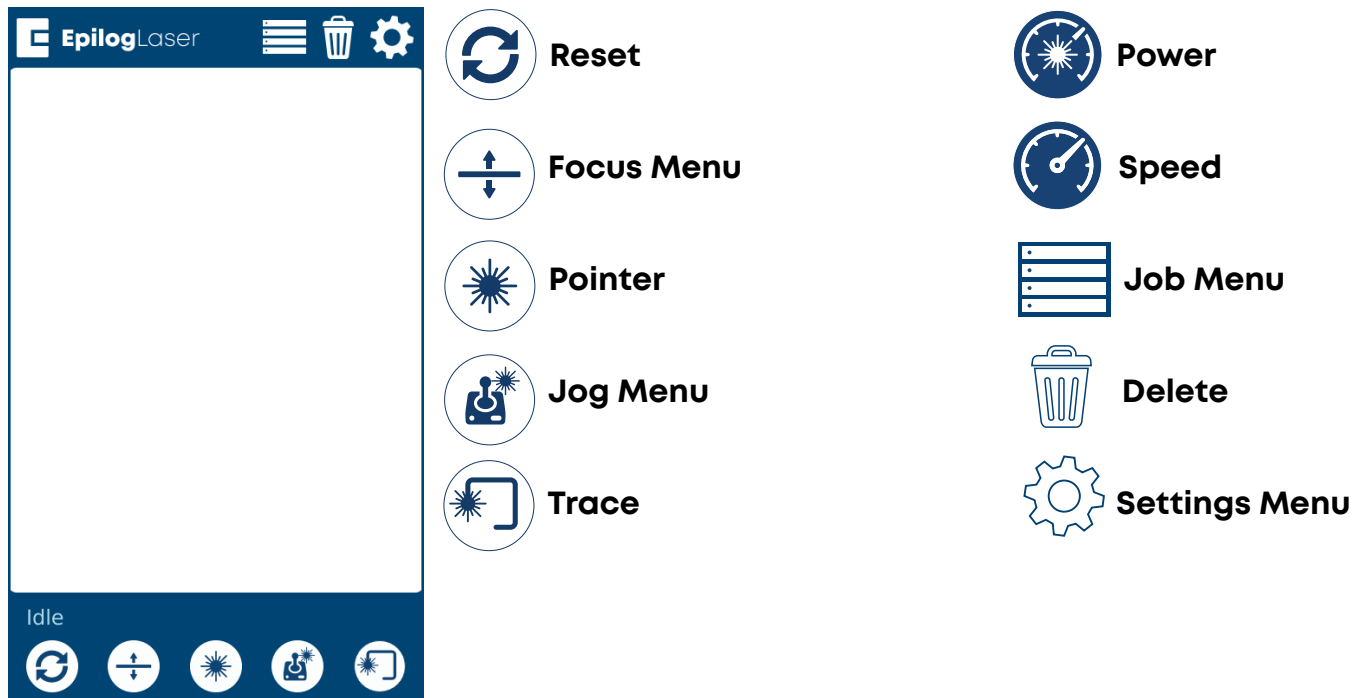 EpilogLaser
Idle
Reset
Focus Menu
Pointer
Jog Menu
Trace
Power
Speed
Job Menu
Delete
Settings Menu